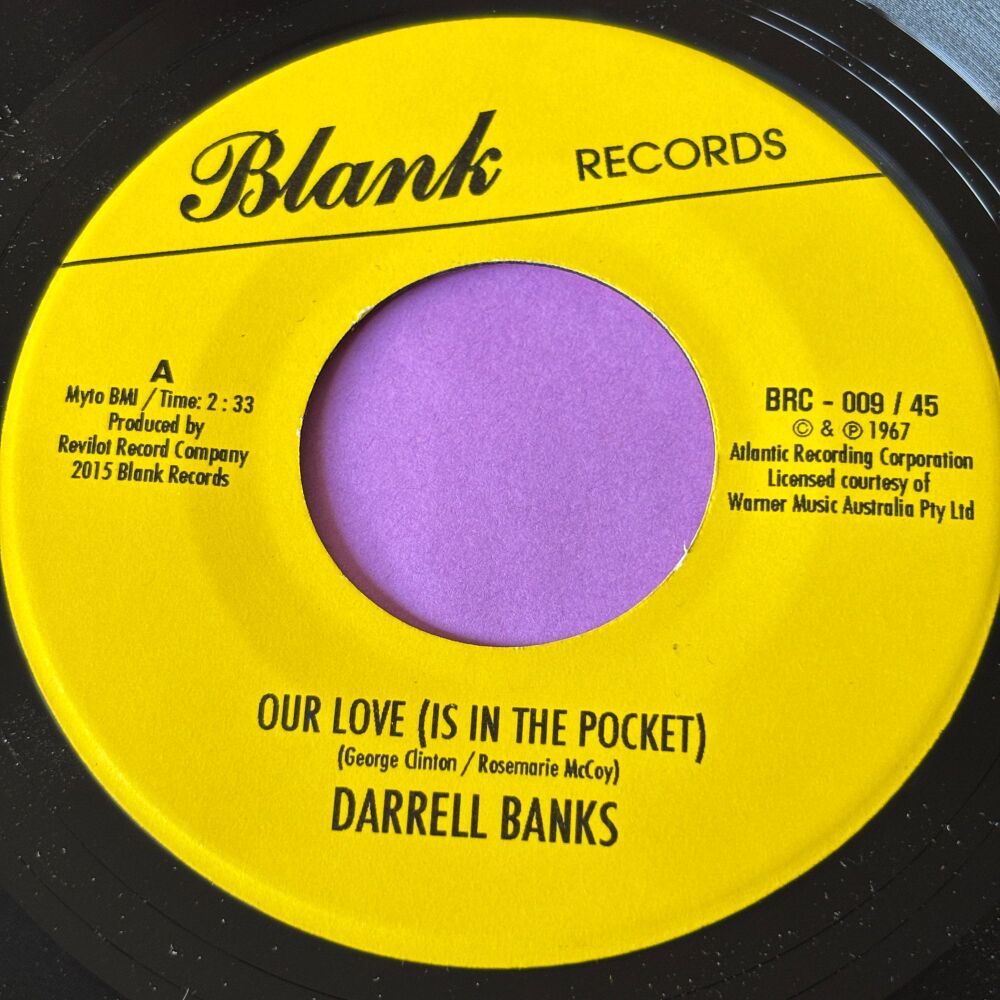 Blank RECORDS
A
Myto BMI / Time: 2 : 33
Produced by
Revilot Record Company
2015 Blank Records
BRC - 009 / 45
© & ℗ 1967
Atlantic Recording Corporation
Licensed courtesy of
Warner Music Australia Pty Ltd
OUR LOVE (IS IN THE POCKET)
(George Clinton / Rosemarie McCoy)
DARRELL BANKS